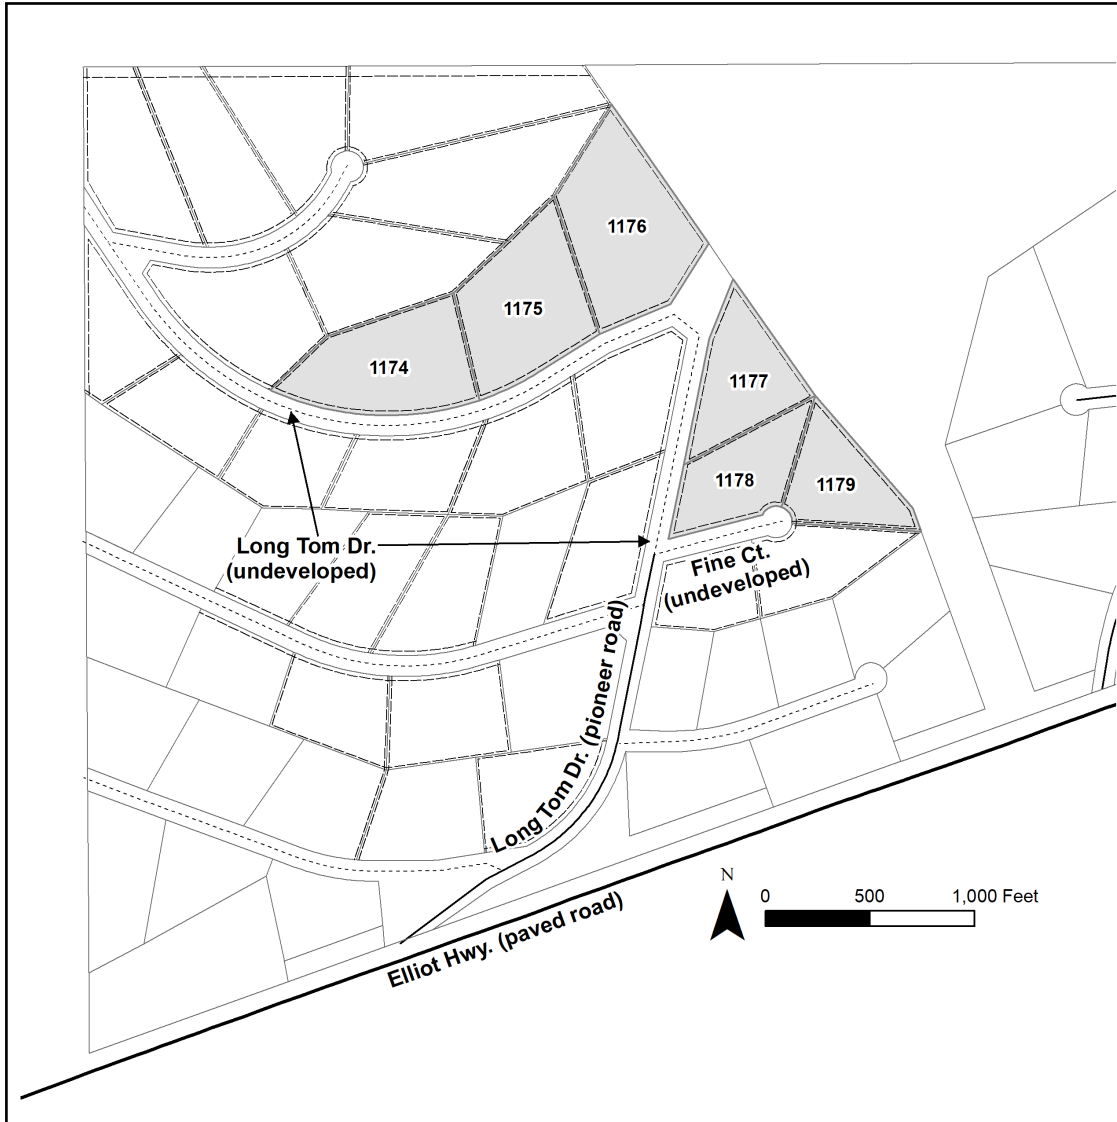 1176
1175
1174
1177
1178
1179
Long Tom Dr.
(undeveloped)
Fine Ct.
(undeveloped)
Long Tom Dr. (pioneer road)
N
0 500 1,000 Feet
Elliot Hwy. (paved road)